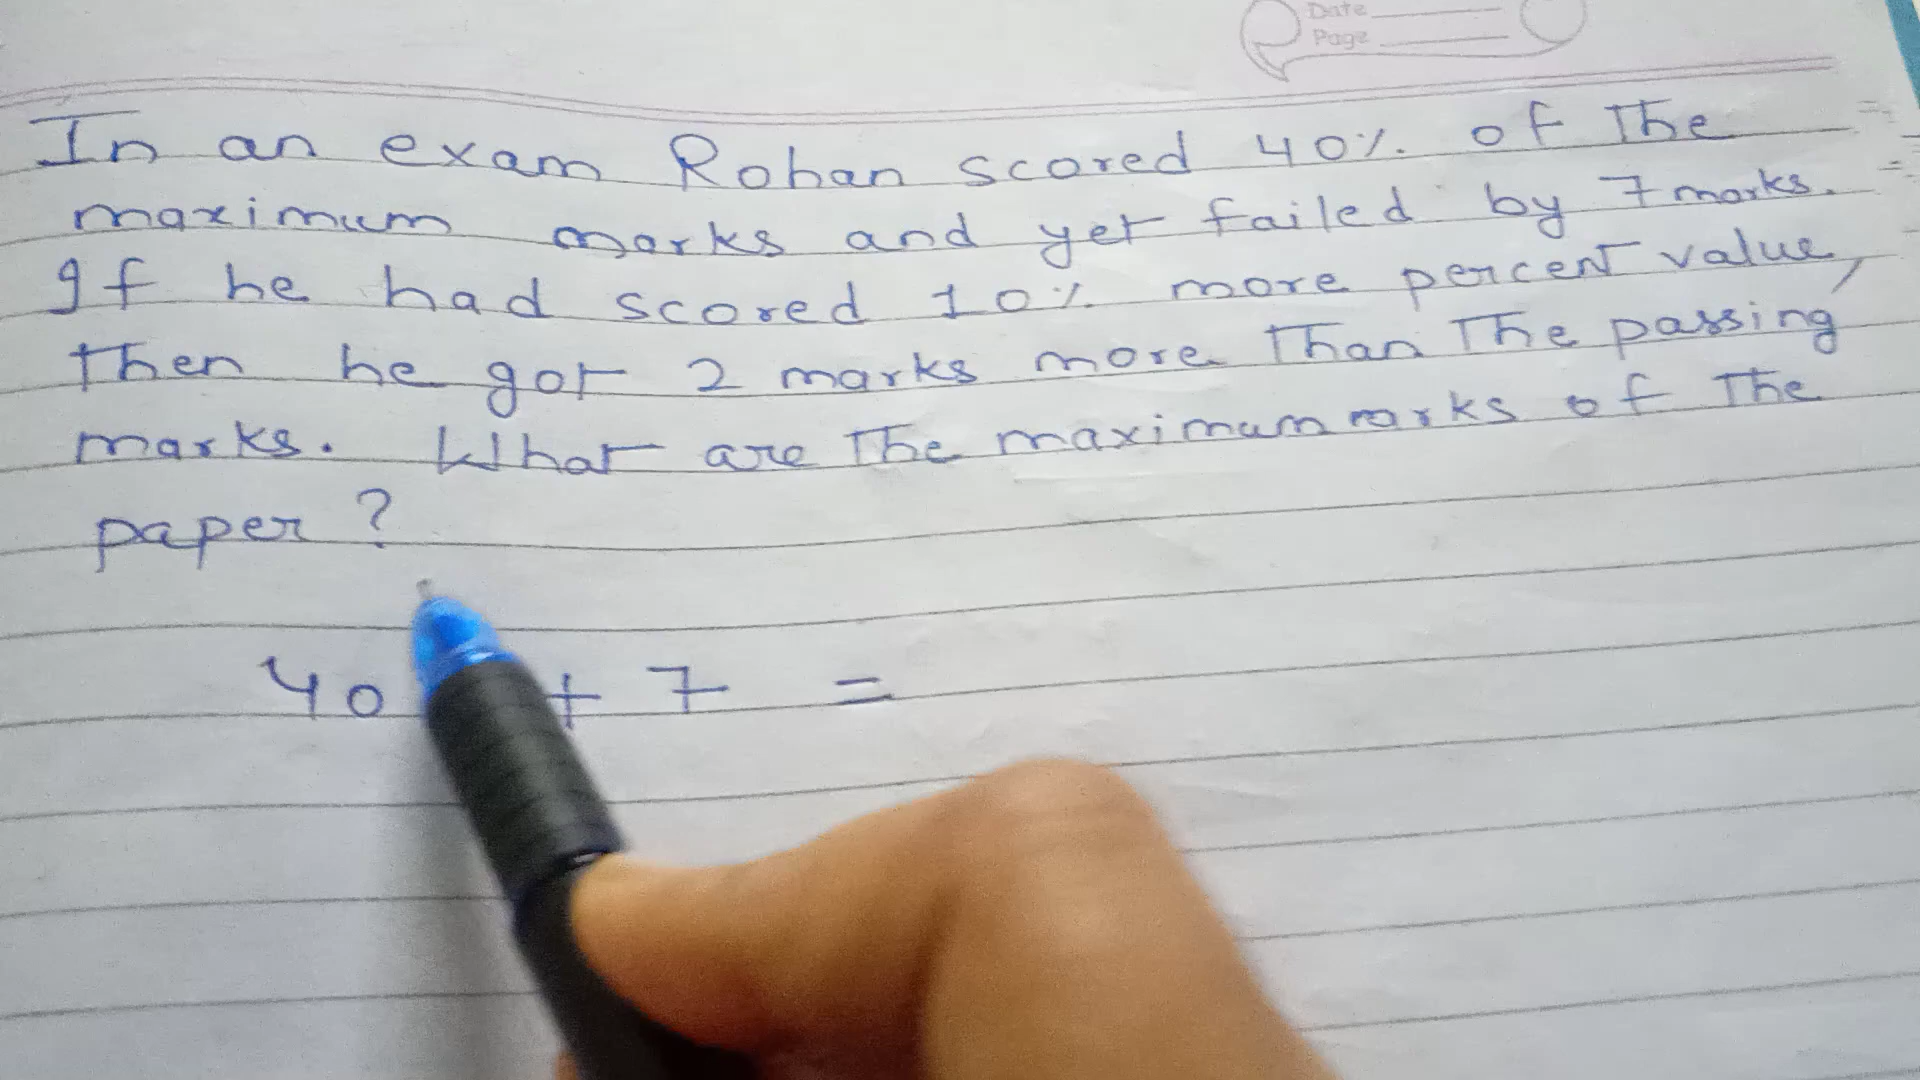 Date
Page
In an exam Rohan scored 40% of The
maximum marks and yet failed by 7 marks.
If he had scored 10% more percent value,
Then he got 2 marks more Than The passing
marks. What are The maximum marks of The
paper?
40 + 7 =